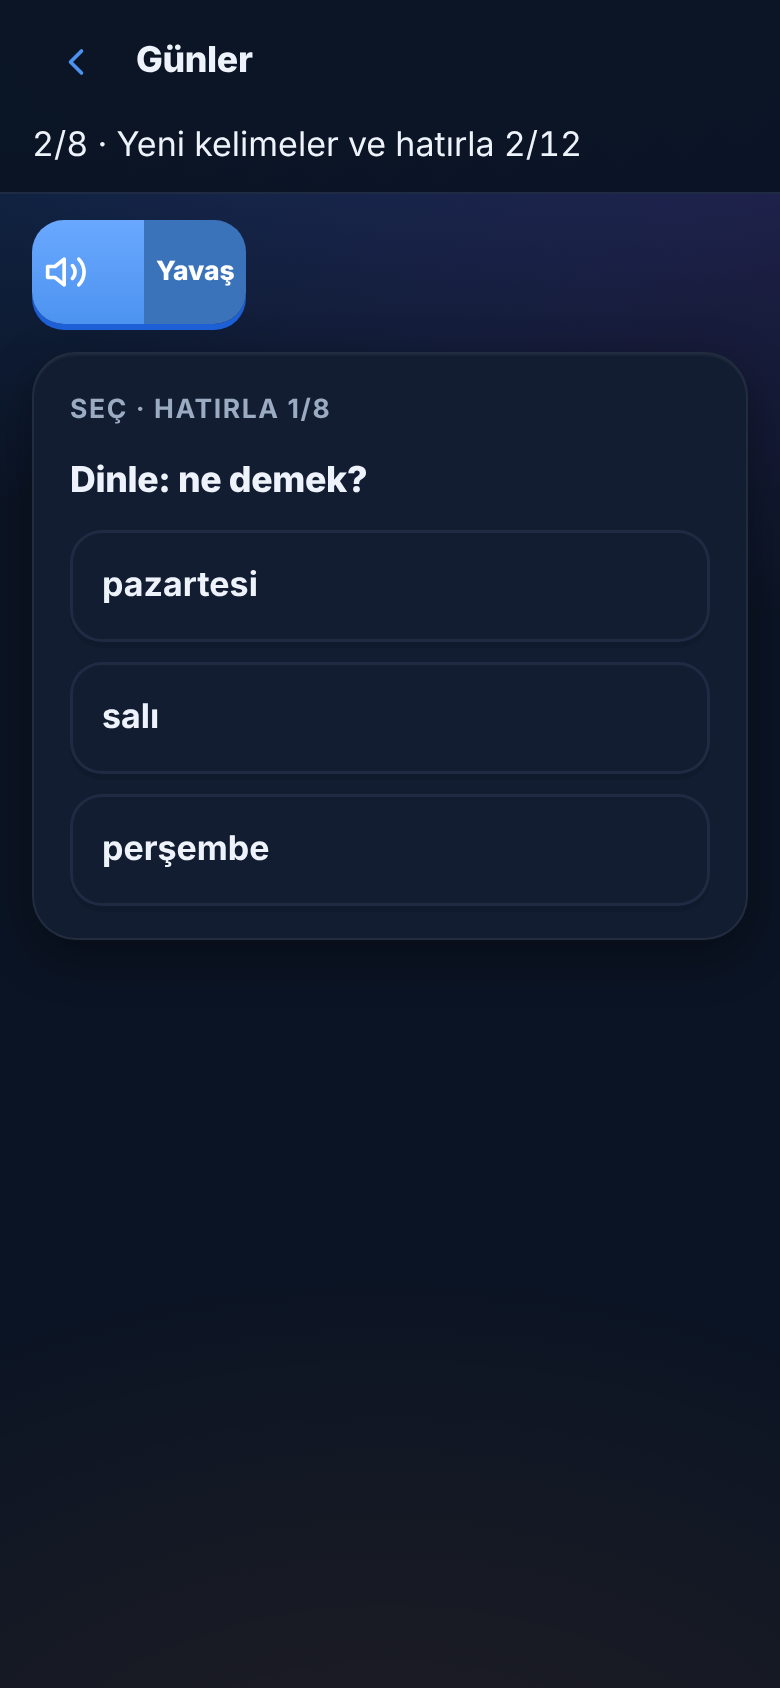 Günler
2/8 · Yeni kelimeler ve hatırla 2/12
Yavaş
SEÇ · HATIRLA 1/8
Dinle: ne demek?
pazartesi
salı
perşembe